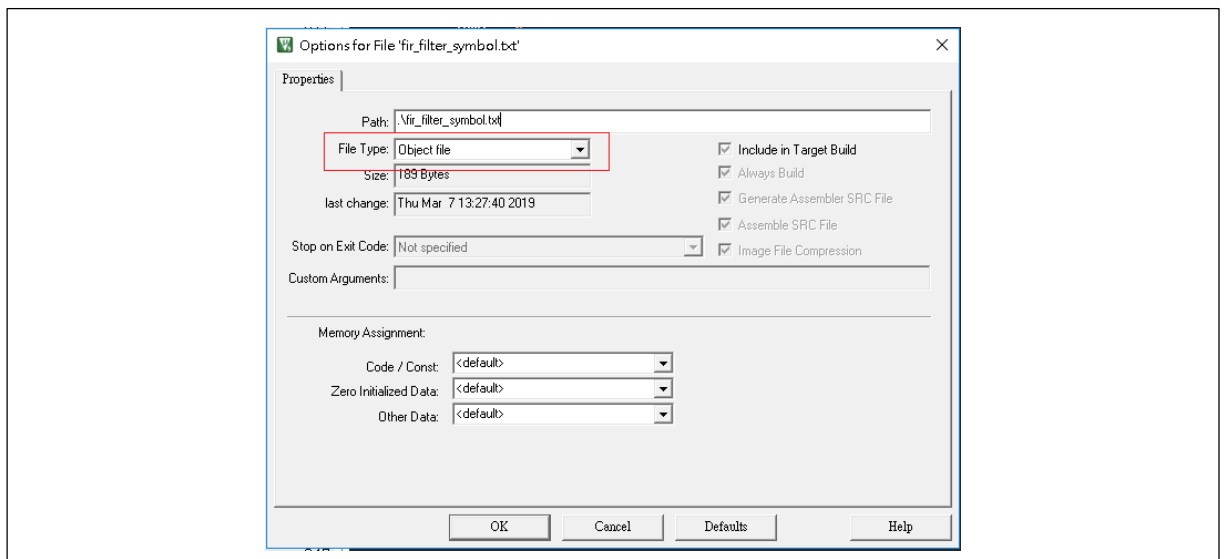 Options for File 'fir_filter_symbol.txt'
Properties
Path: .\fir_filter_symbol.txt
File Type: Object file
Include in Target Build
Size: 189 Bytes
Always Build
last change: Thu Mar 7 13:27:40 2019
Generate Assembler SRC File
Assemble SRC File
Stop on Exit Code: Not specified
Image File Compression
Custom Arguments:
Memory Assignment:
Code / Const: <default>
Zero Initialized Data: <default>
Other Data: <default>
OK Cancel Defaults Help